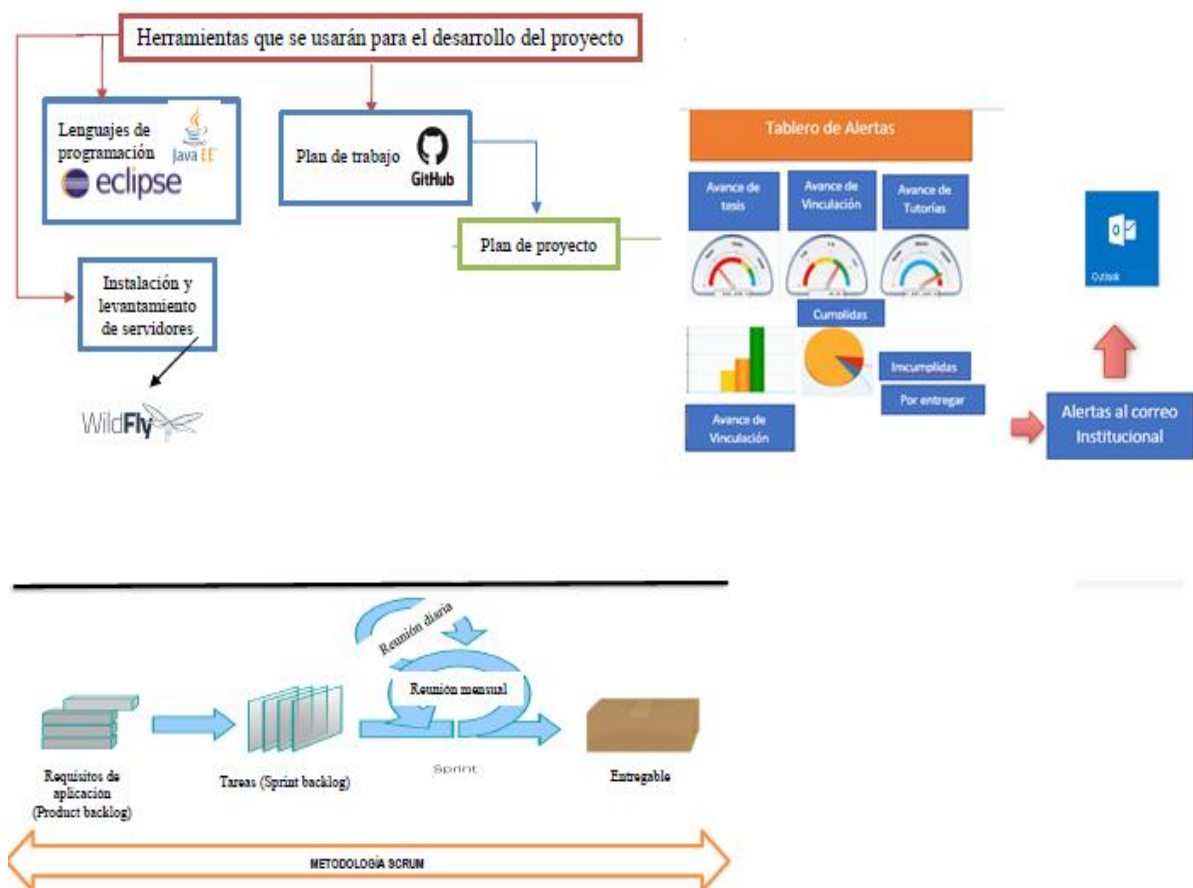 Herramientas que se usarán para el desarrollo del proyecto
Lenguajes de
programación
Java EE
eclipse
Plan de trabajo
GitHub
Plan de proyecto
Instalación y
levantamiento
de servidores
WildFly
Tablero de Alertas
Avance de
tesis
Avance de
Vinculación
Avance de
Tutorías
Cumplidas
Imcumplidas
Por entregar
Avance de
Vinculación
Outlook
Alertas al correo
Institucional
Reunión diaria
Reunión mensual
Sprint
Requisitos de
aplicación
(Product backlog)
Tareas (Sprint backlog)
Entregable
METODOLOGÍA SCRUM